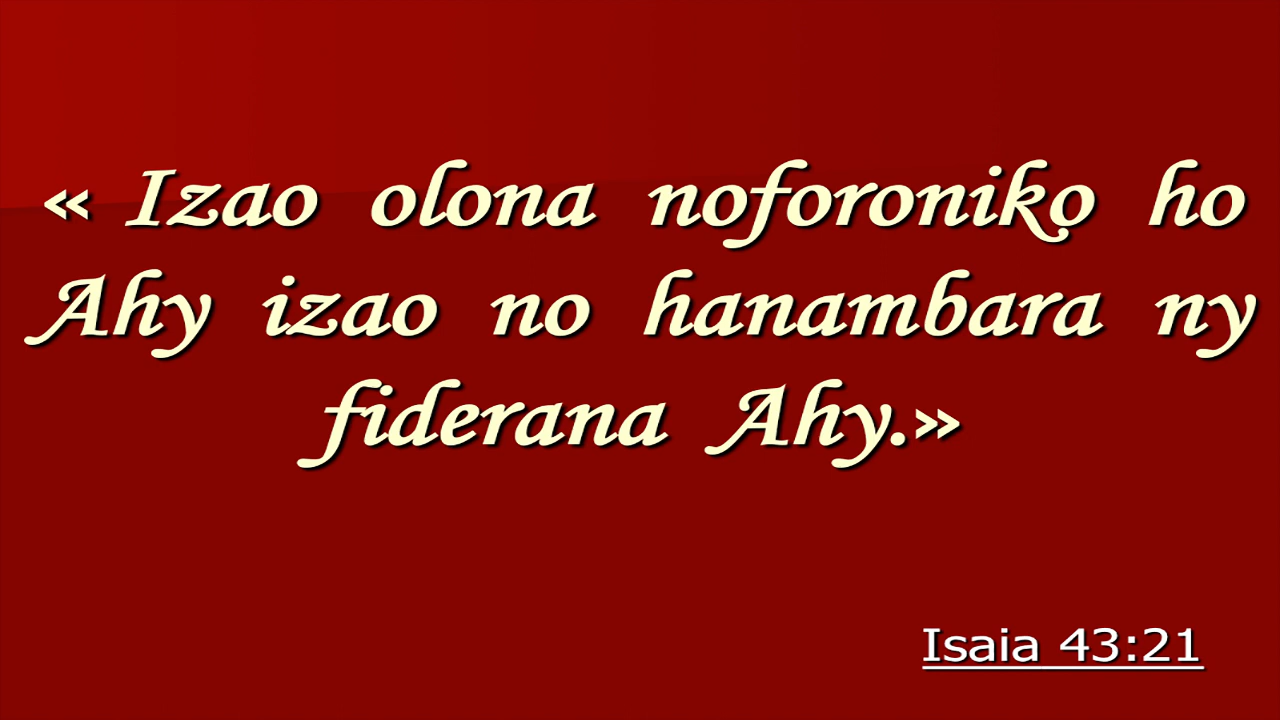 « Izao olona noforoniko ho
Ahy izao no hanambara ny
fiderana Ahy.»
Isaia 43:21